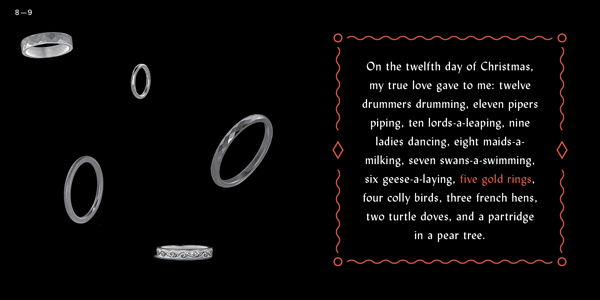 8—9
On the twelfth day of Christmas,
my true love gave to me: twelve
drummers drumming, eleven pipers
piping, ten lords-a-leaping, nine
ladies dancing, eight maids-a-
milking, seven swans-a-swimming,
six geese-a-laying, five gold rings,
four colly birds, three french hens,
two turtle doves, and a partridge
in a pear tree.